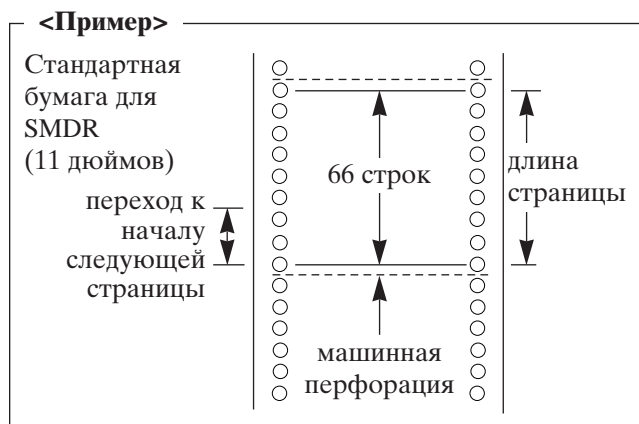 <Пример>
Стандартная
бумага для
SMDR
(11 дюймов)
переход к
началу
следующей
страницы
66 строк
длина
страницы
машинная
перфорация